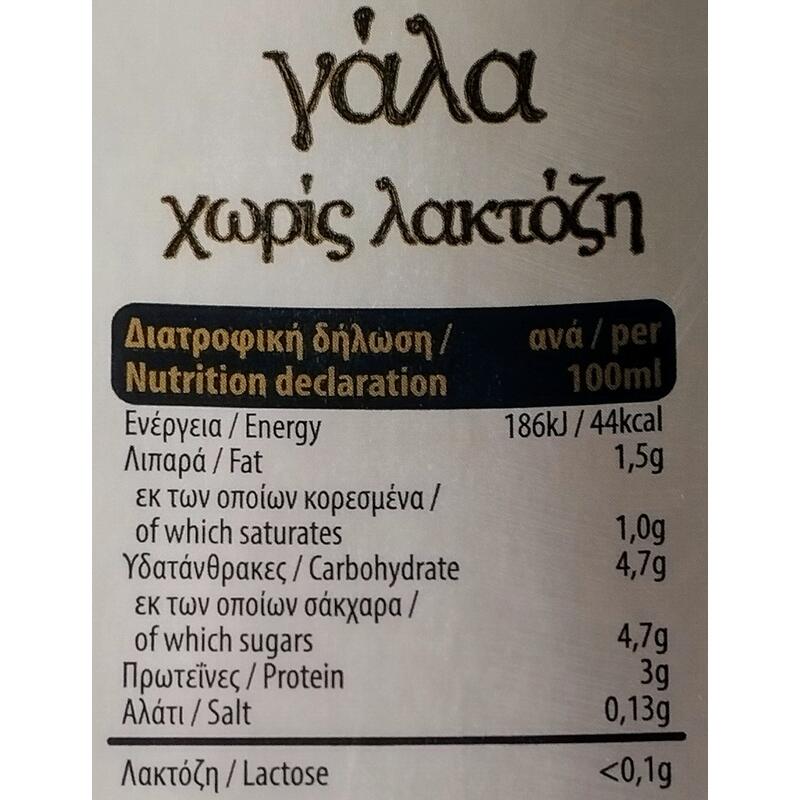 γάλα
χωρίς λακτόζη
Διατροφική δήλωση / ανά / per
Nutrition declaration 100ml
Ενέργεια / Energy 186kJ / 44kcal
Λιπαρά / Fat 1,5g
εκ των οποίων κορεσμένα /
of which saturates 1,0g
Υδατάνθρακες / Carbohydrate 4,7g
εκ των οποίων σάκχαρα /
of which sugars 4,7g
Πρωτεΐνες / Protein 3g
Αλάτι / Salt 0,13g
Λακτόζη / Lactose <0,1g